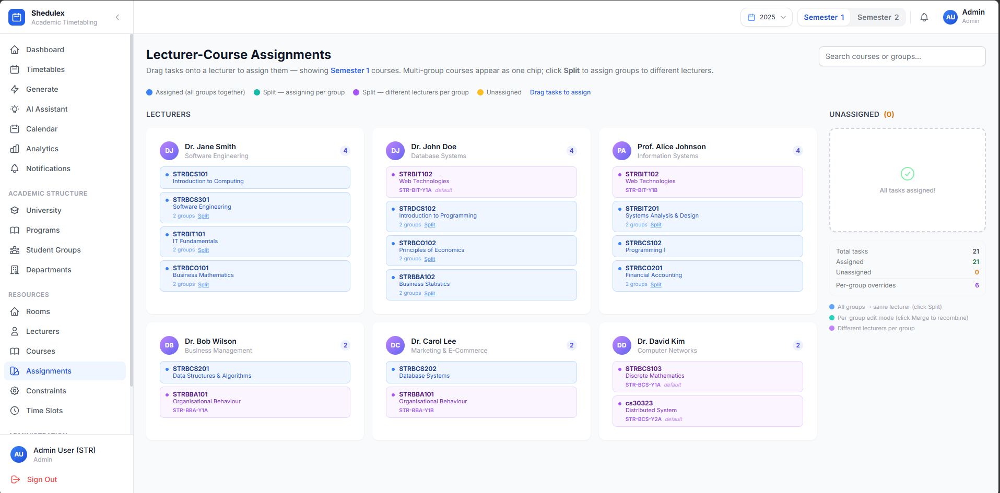 Shedulex
Academic Timetabling
2025
Semester 1
Semester 2
AU
Admin
Admin
Dashboard
Timetables
Generate
AI Assistant
Calendar
Analytics
Notifications
ACADEMIC STRUCTURE
University
Programs
Student Groups
Departments
RESOURCES
Rooms
Lecturers
Courses
Assignments
Constraints
Time Slots
ADMINISTRATION
AU
Admin User (STR)
Admin
Sign Out
Lecturer-Course Assignments
Drag tasks onto a lecturer to assign them — showing Semester 1 courses. Multi-group courses appear as one chip; click Split to assign groups to different lecturers.
Search courses or groups...
Assigned (all groups together)
Split — assigning per group
Split — different lecturers per group
Unassigned
Drag tasks to assign
LECTURERS
DJ
Dr. Jane Smith
Software Engineering
4
STRBCS101
Introduction to Computing
STRBCS301
Software Engineering
2 groups Split
STRBIT101
IT Fundamentals
2 groups Split
STRBCO101
Business Mathematics
2 groups Split
DJ
Dr. John Doe
Database Systems
4
STRBIT102
Web Technologies
STR-BIT-Y1A default
STRDCS102
Introduction to Programming
2 groups Split
STRBCO102
Principles of Economics
2 groups Split
STRBBA102
Business Statistics
2 groups Split
PA
Prof. Alice Johnson
Information Systems
4
STRBIT102
Web Technologies
STR-BIT-Y1B
STRBIT201
Systems Analysis & Design
2 groups Split
STRBCS102
Programming I
STRBCO201
Financial Accounting
2 groups Split
DB
Dr. Bob Wilson
Business Management
2
STRBCS201
Data Structures & Algorithms
STRBBA101
Organisational Behaviour
STR-BBA-Y1A
DC
Dr. Carol Lee
Marketing & E-Commerce
2
STRBCS202
Database Systems
STRBBA101
Organisational Behaviour
STR-BBA-Y1B
DD
Dr. David Kim
Computer Networks
2
STRBCS103
Discrete Mathematics
STR-BCS-Y1A default
cs30323
Distributed System
STR-BCS-Y2A default
UNASSIGNED (0)
All tasks assigned!
Total tasks 21
Assigned 21
Unassigned 0
Per-group overrides 6
All groups → same lecturer (click Split)
Per-group edit mode (click Merge to recombine)
Different lecturers per group